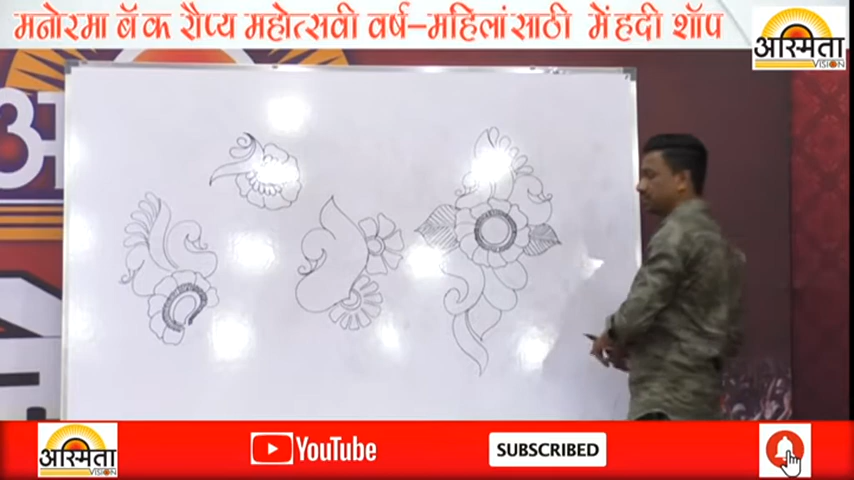 मनोरमा बॅंक रौप्य महोत्सवी वर्ष-महिलांसाठी मेंहदी शॉप
अस्मिता
VISION
अ
अस्मिता
VISION
YouTube
SUBSCRIBED